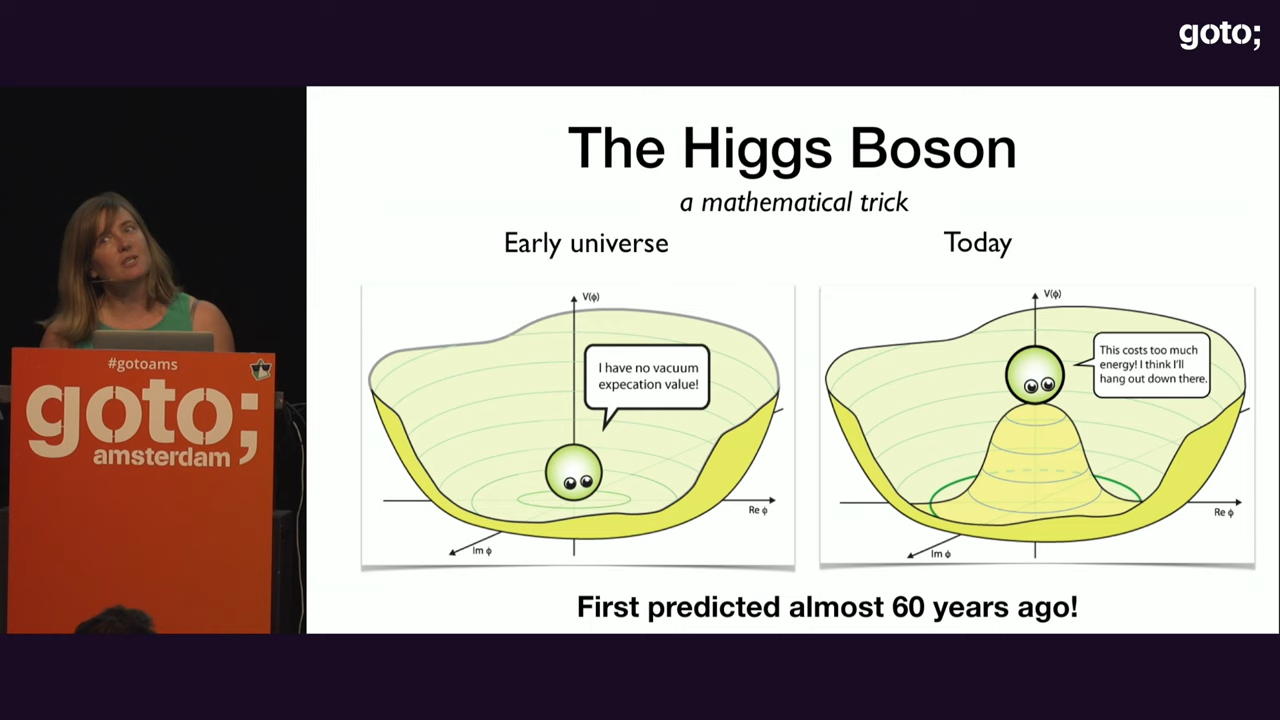 goto;
The Higgs Boson
a mathematical trick
Early universe
Today
V(ϕ)
I have no vacuum
expecation value!
Re ϕ
Im ϕ
V(ϕ)
This costs too much
energy! I think I'll
hang out down there.
Re ϕ
Im ϕ
First predicted almost 60 years ago!
#gotoams
goto;
amsterdam